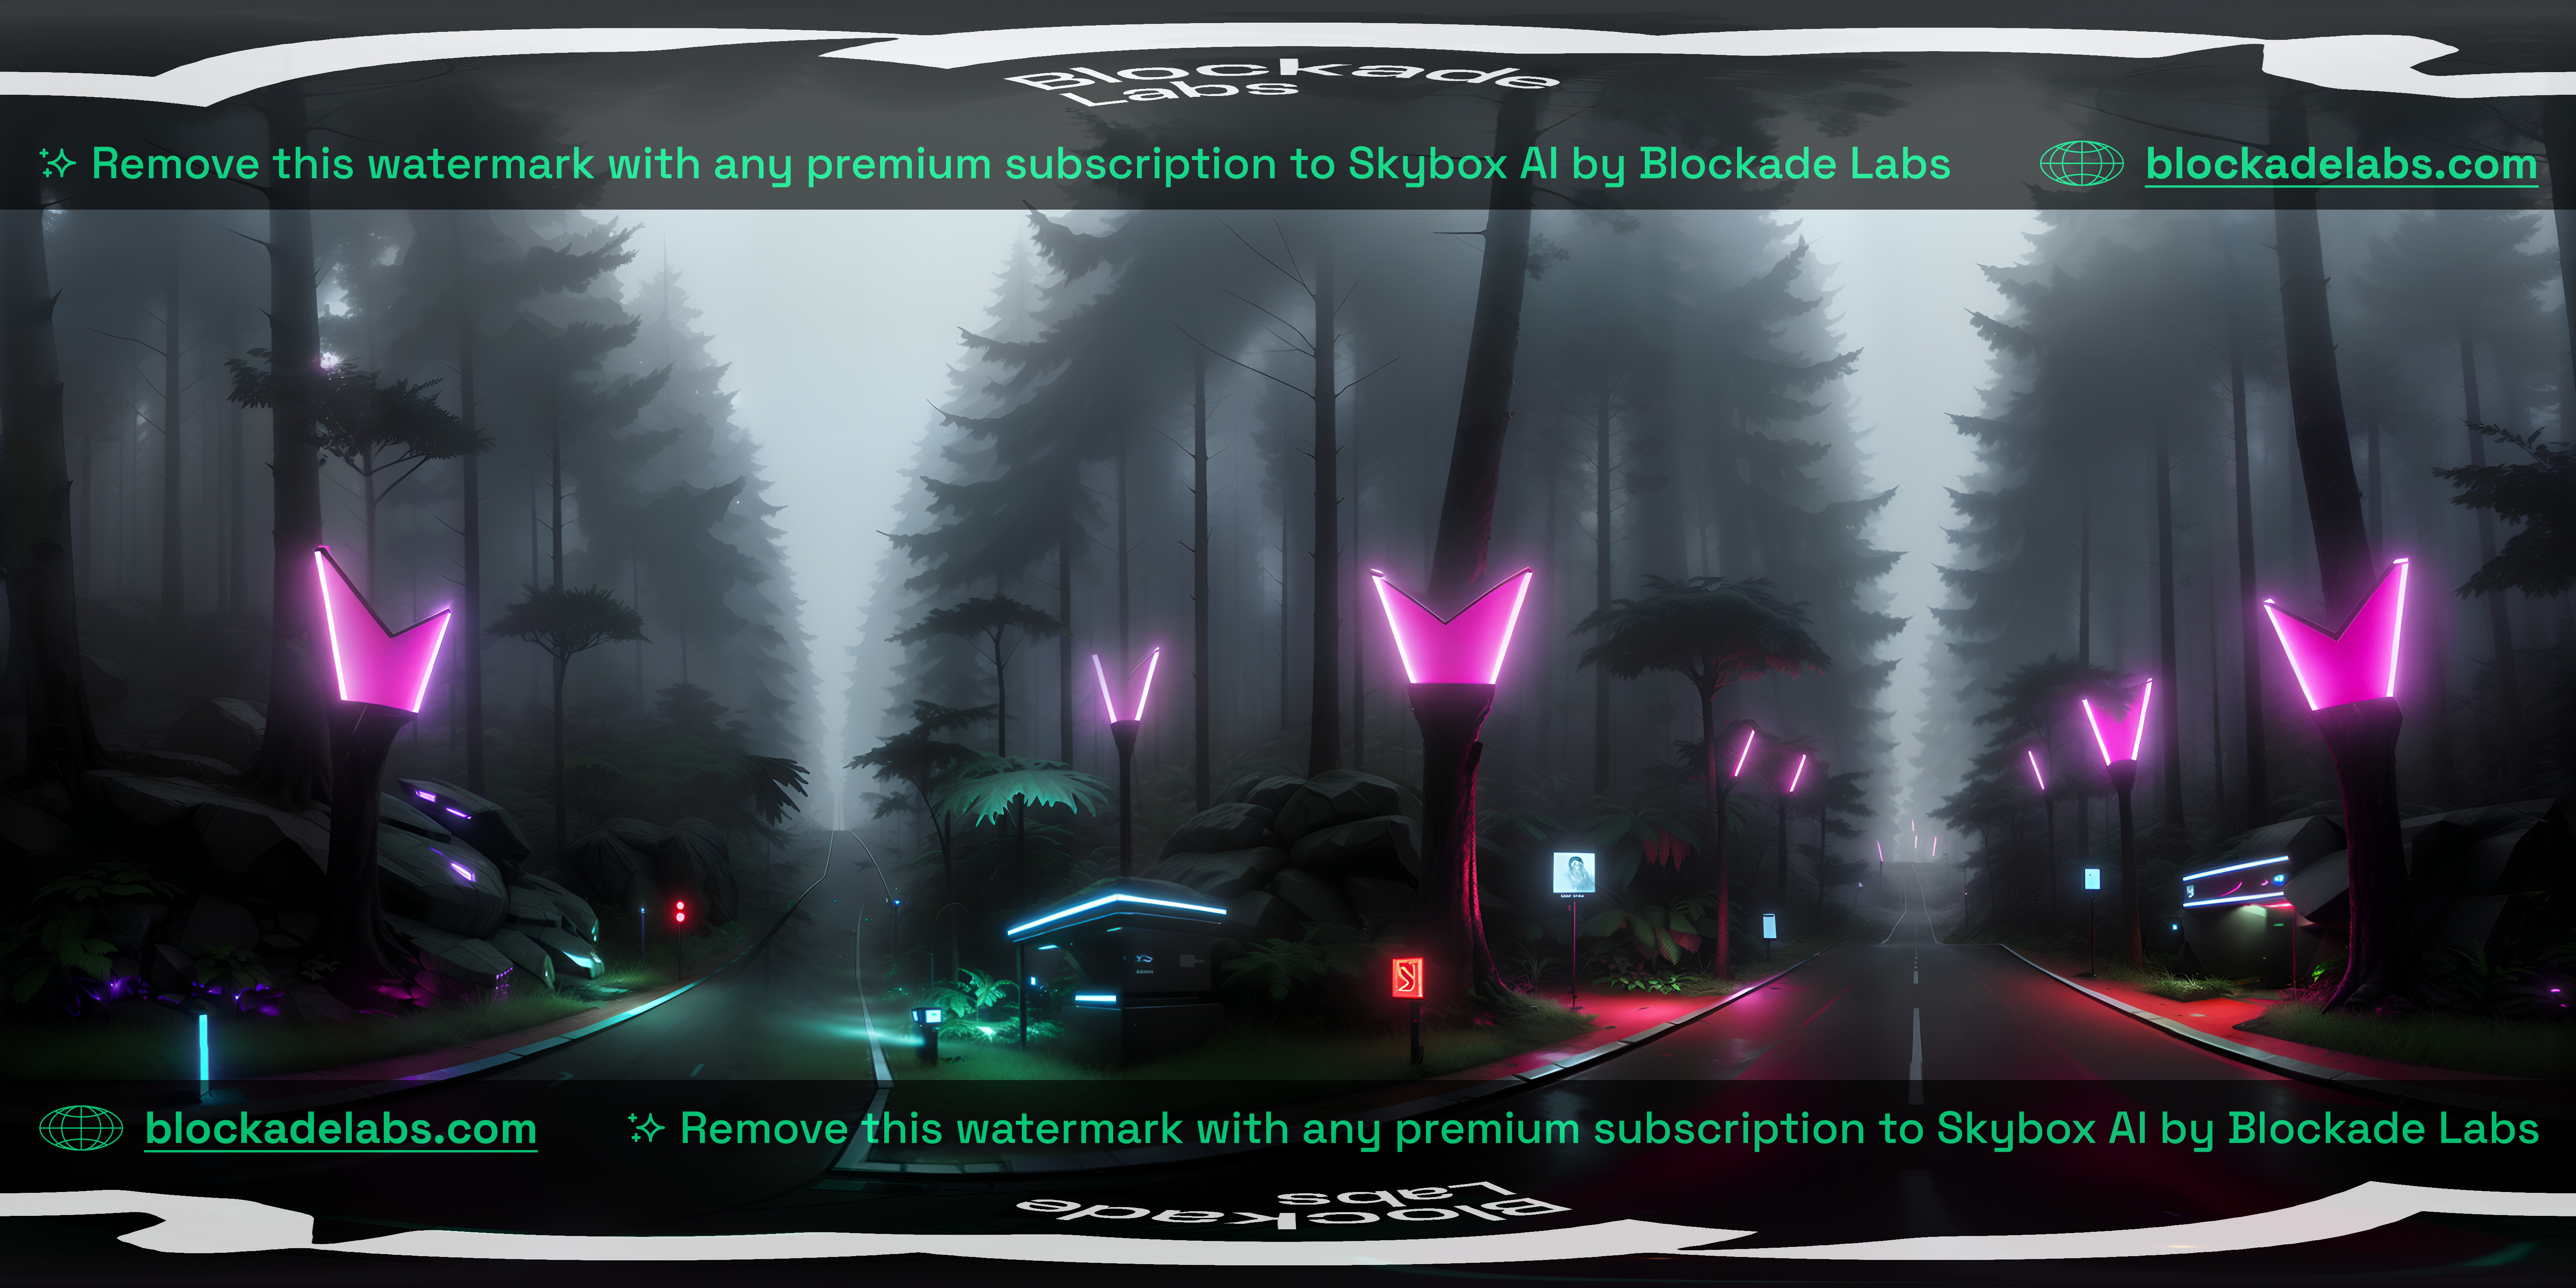 Blockade
Labs
Remove this watermark with any premium subscription to Skybox AI by Blockade Labs
blockadelabs.com
blockadelabs.com
Remove this watermark with any premium subscription to Skybox AI by Blockade Labs
Labs
Blockade